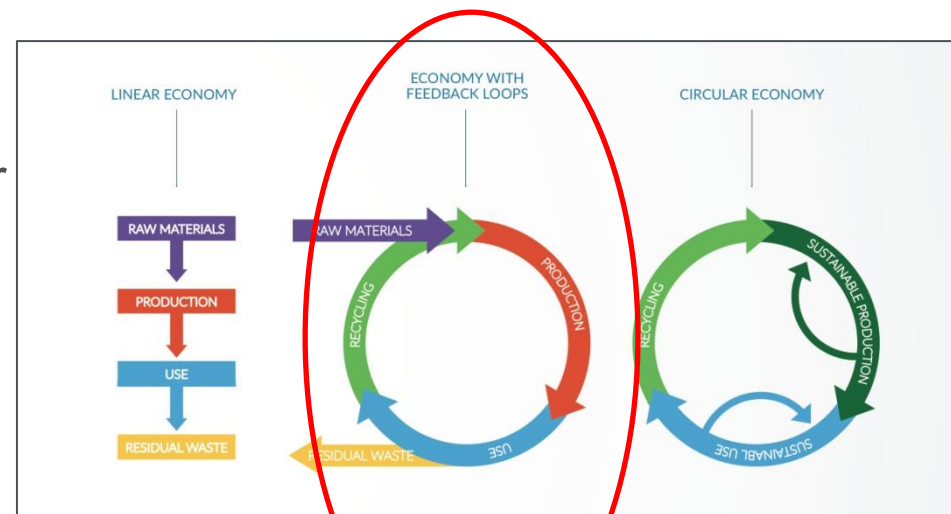 LINEAR ECONOMY
RAW MATERIALS
PRODUCTION
USE
RESIDUAL WASTE
ECONOMY WITH
FEEDBACK LOOPS
RAW MATERIALS
PRODUCTION
USE
RECYCLING
RESIDUAL WASTE
CIRCULAR ECONOMY
SUSTAINABLE PRODUCTION
SUSTAINABL USE
RECYCLING